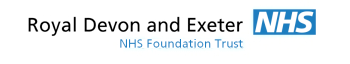 Royal Devon and Exeter NHS
NHS Foundation Trust